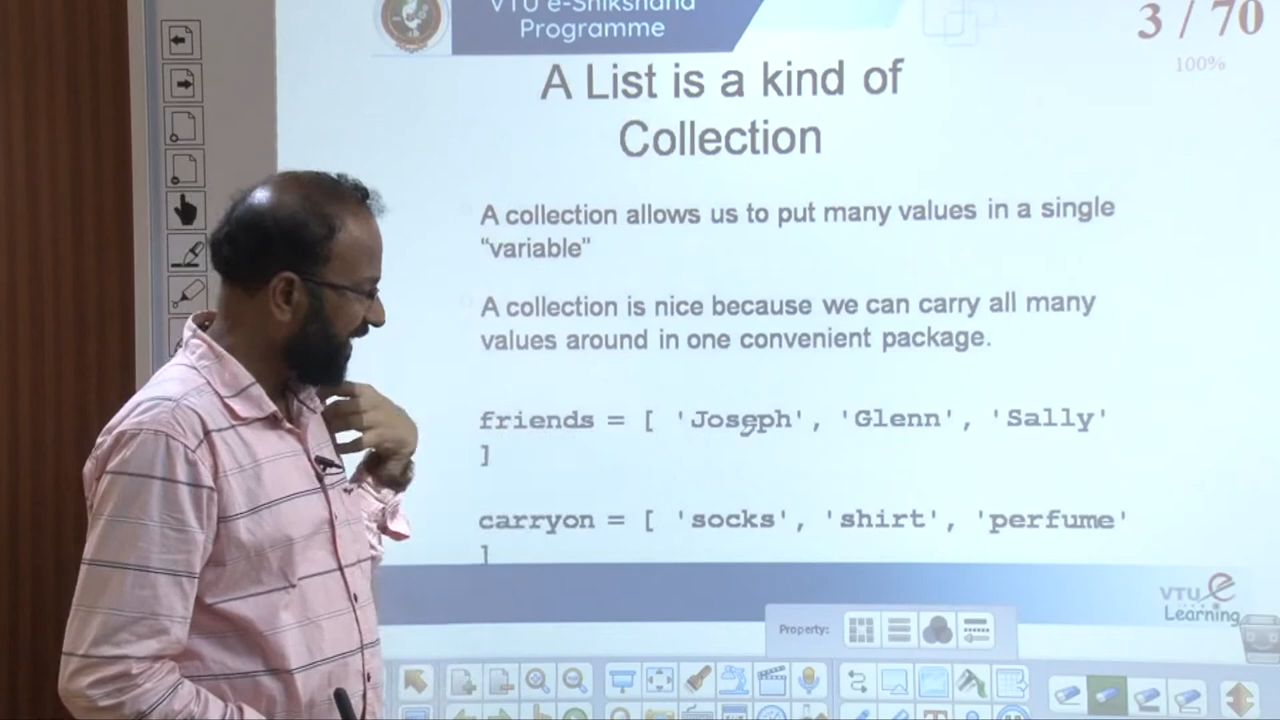 VTU e-Shikshana
Programme
3 / 70
100%
A List is a kind of
Collection
A collection allows us to put many values in a single
“variable"
A collection is nice because we can carry all many
values around in one convenient package.
friends = [ 'Joseph', 'Glenn', 'Sally'
]
carryon = [ 'socks', 'shirt', 'perfume'
]
VTU e
Learning
Property: